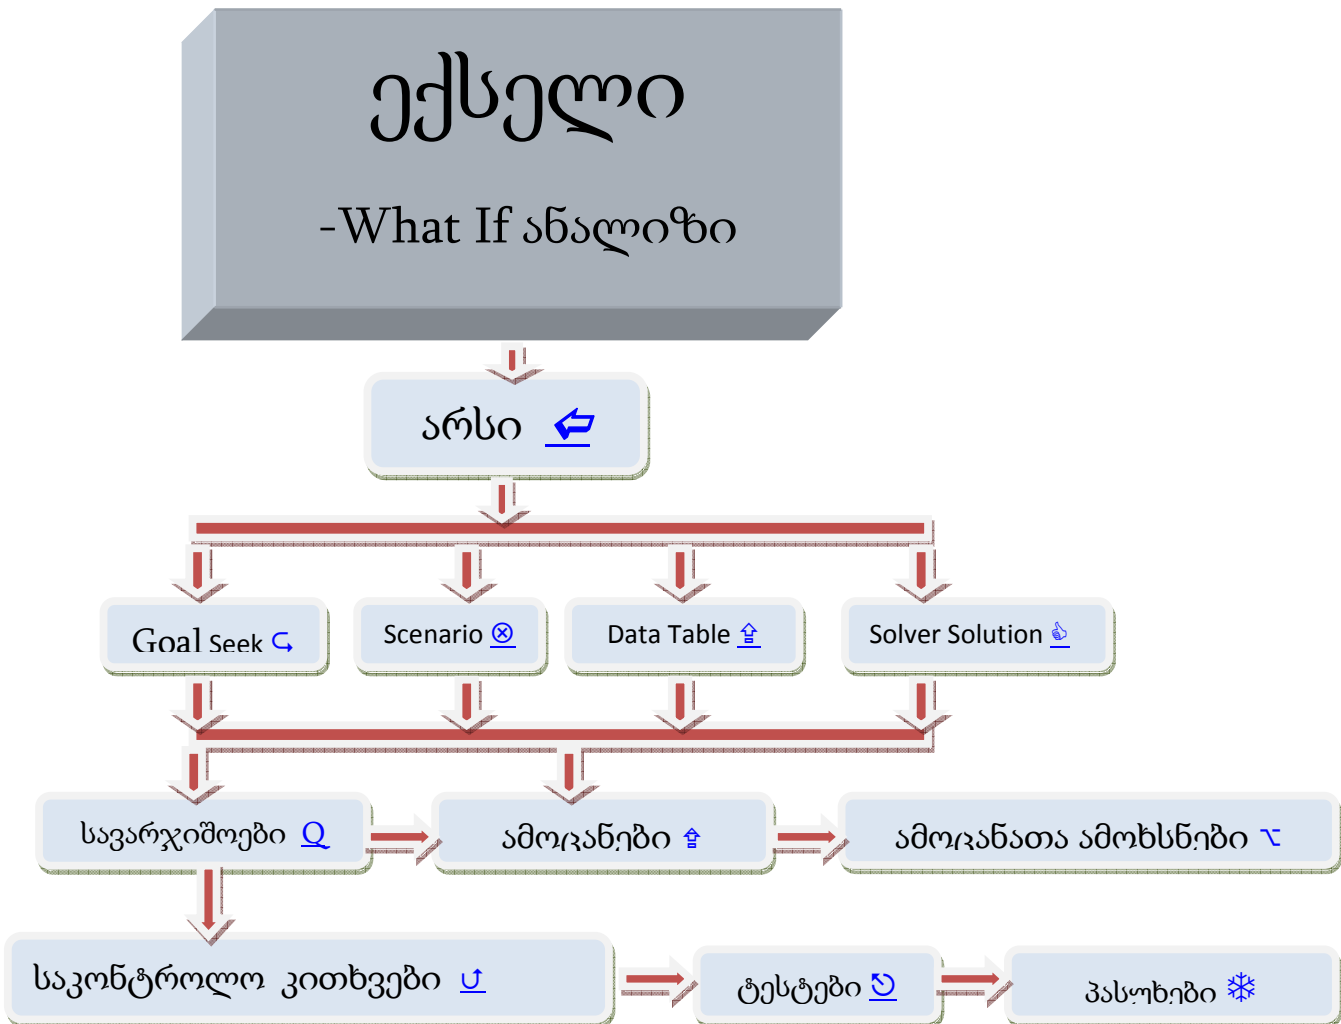 ექსელი
-What If ანალიზი
არსი
Goal Seek
Scenario
Data Table
Solver Solution
სავარჯიშოები Q
ამოცანები
ამოცანათა ამოხსნები
საკონტროლო კითხვები
ტესტები
პასუხები